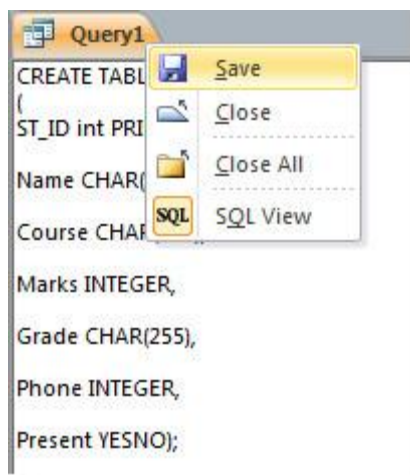 Query1
CREATE TABL
(
ST_ID int PRI
Name CHAR(
Course CHAR
Marks INTEGER,
Grade CHAR(255),
Phone INTEGER,
Present YESNO);
Save
Close
Close All
SQL SQL View